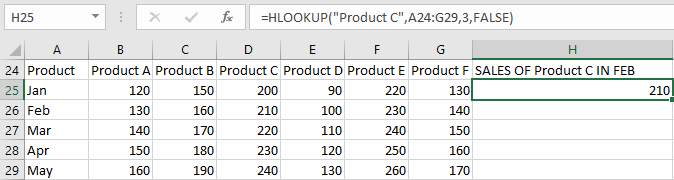 H25 fx =HLOOKUP("Product C",A24:G29,3,FALSE)
A B C D E F G H
24 Product Product A Product B Product C Product D Product E Product F SALES OF Product C IN FEB
25 Jan 120 150 200 90 220 130 210
26 Feb 130 160 210 100 230 140
27 Mar 140 170 220 110 240 150
28 Apr 150 180 230 120 250 160
29 May 160 190 240 130 260 170